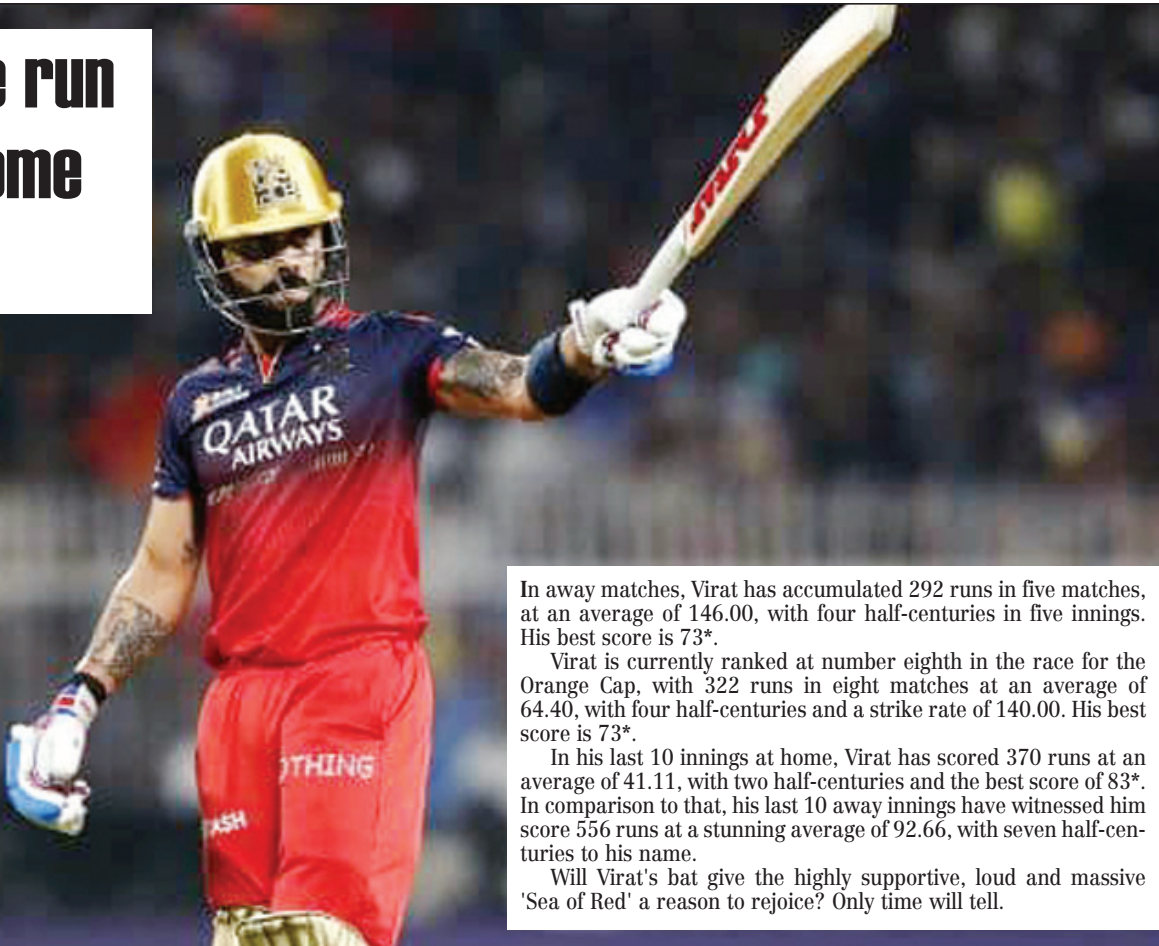 e run
ome
QATAR
AIRWAYS
OTHING
ASH
In away matches, Virat has accumulated 292 runs in five matches,
at an average of 146.00, with four half-centuries in five innings.
His best score is 73*.
Virat is currently ranked at number eighth in the race for the
Orange Cap, with 322 runs in eight matches at an average of
64.40, with four half-centuries and a strike rate of 140.00. His best
score is 73*.
In his last 10 innings at home, Virat has scored 370 runs at an
average of 41.11, with two half-centuries and the best score of 83*.
In comparison to that, his last 10 away innings have witnessed him
score 556 runs at a stunning average of 92.66, with seven half-cen-
turies to his name.
Will Virat's bat give the highly supportive, loud and massive
'Sea of Red' a reason to rejoice? Only time will tell.